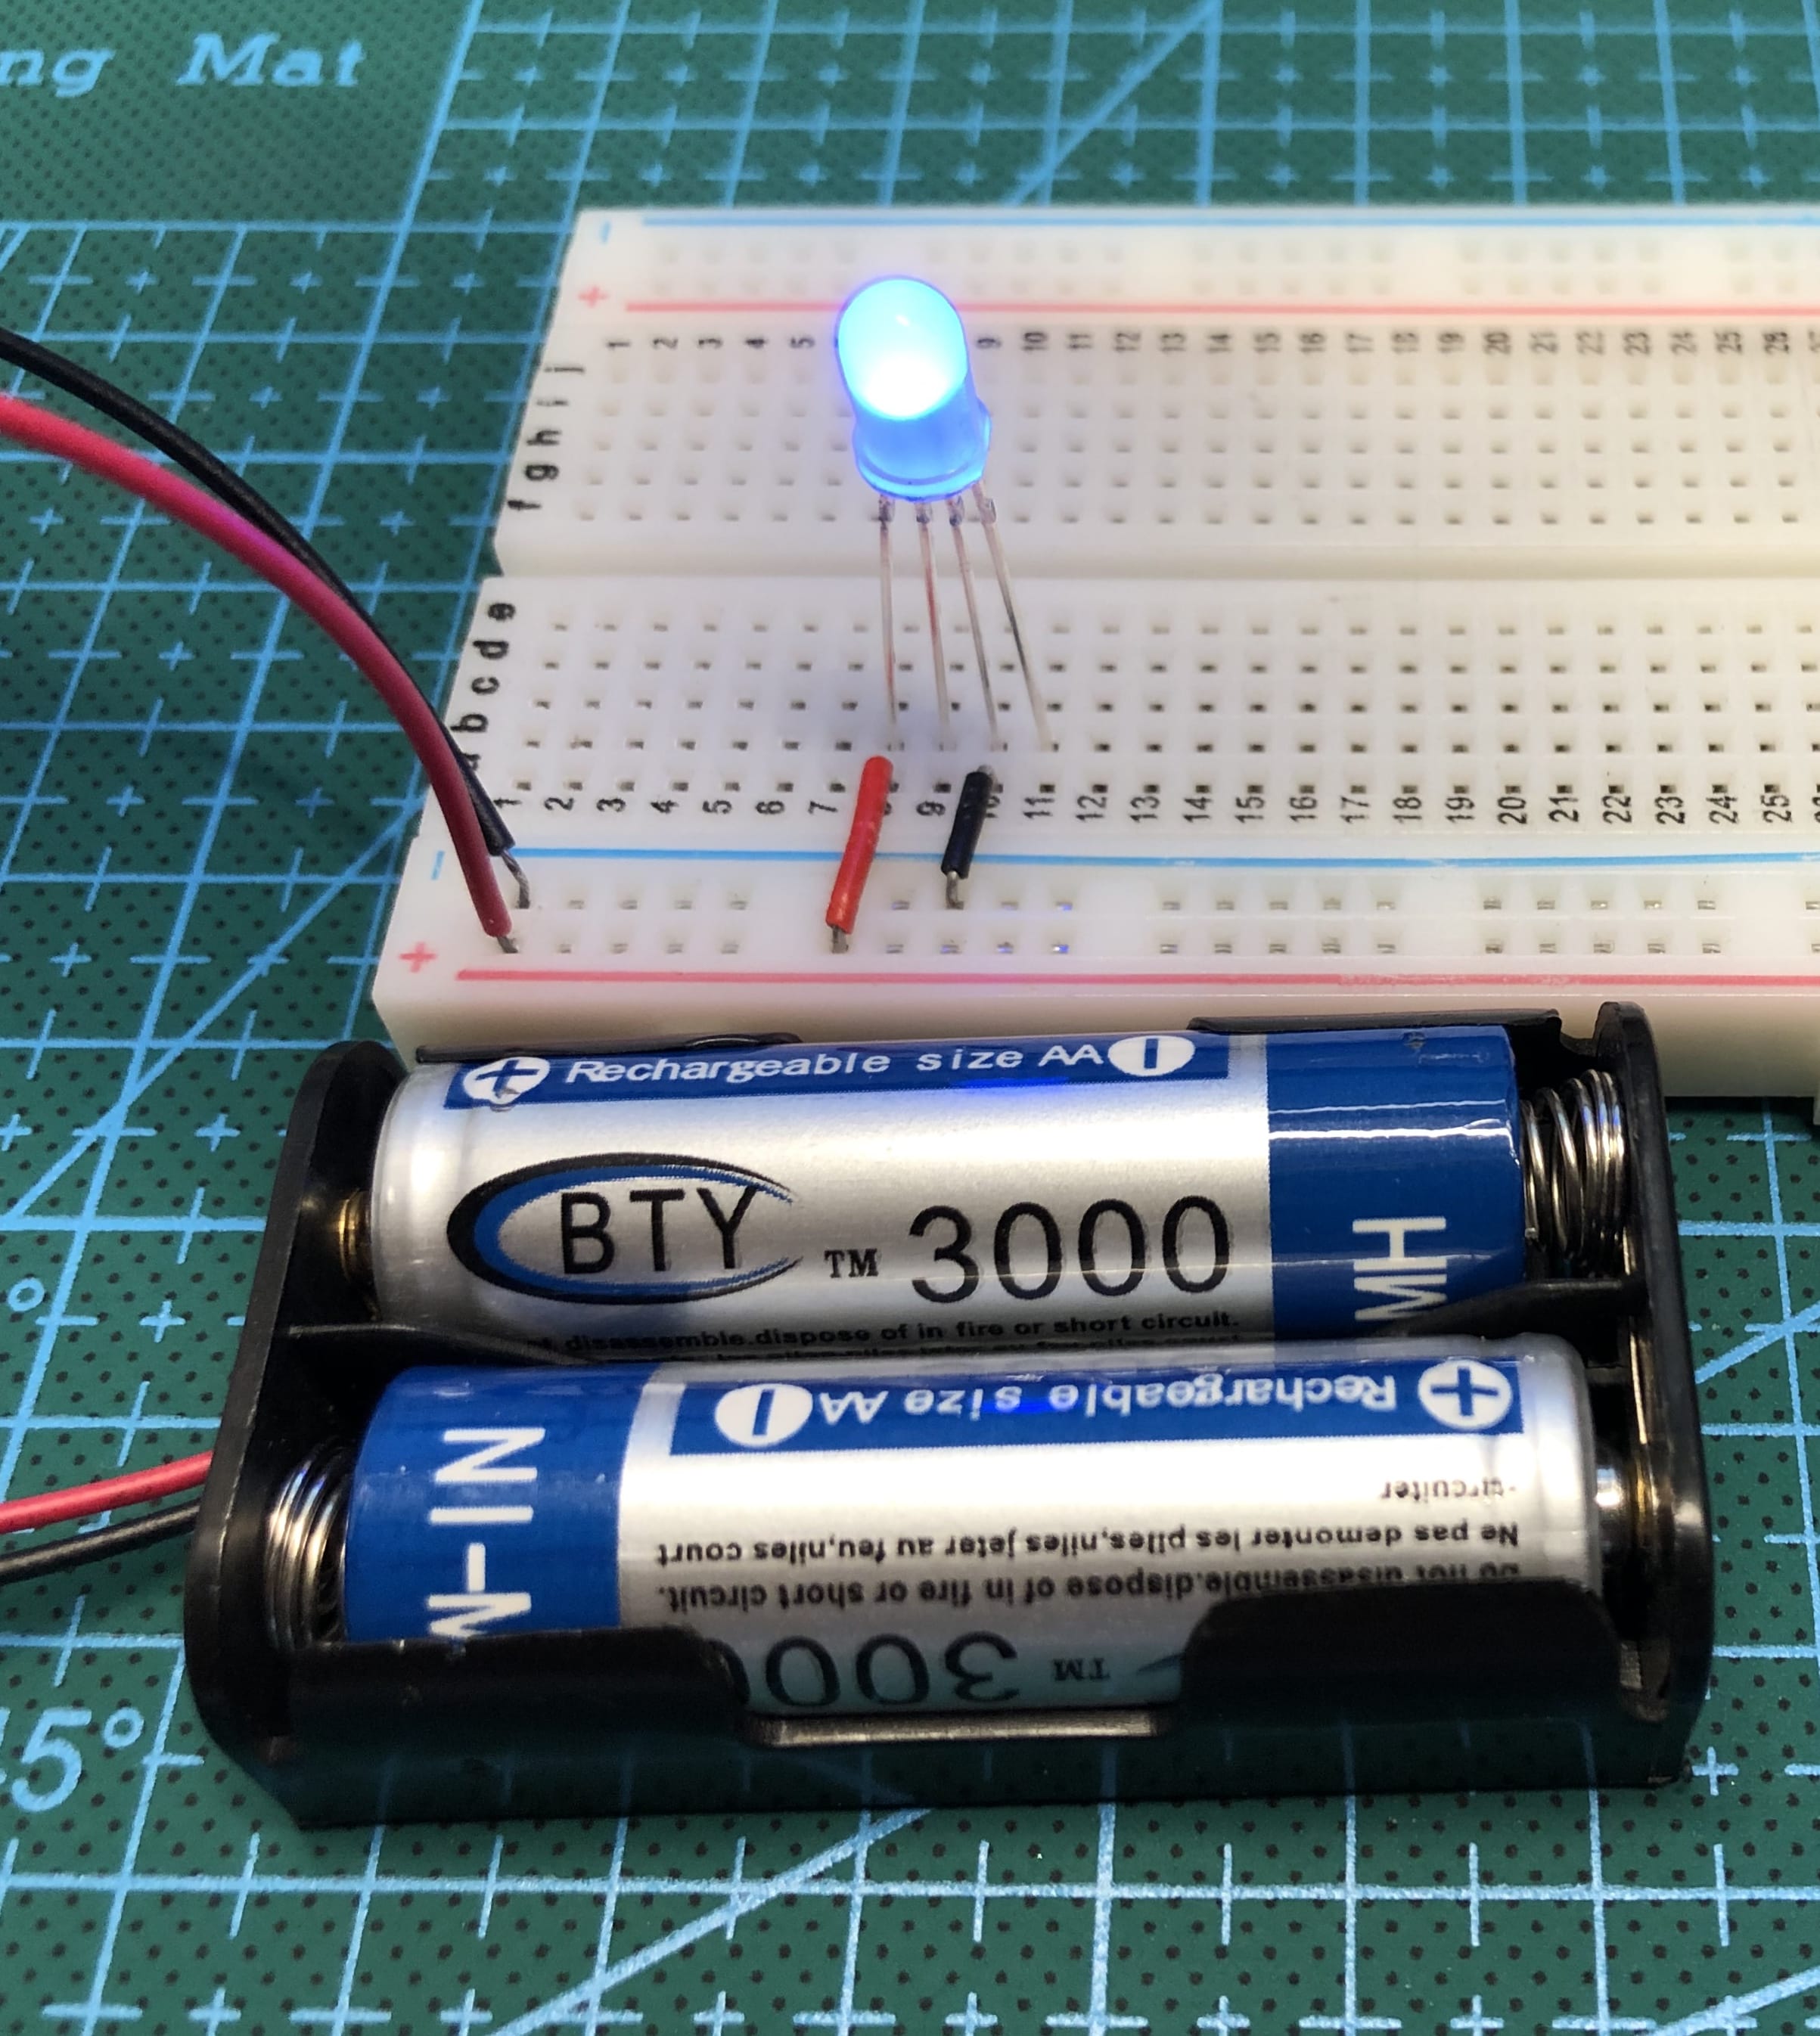 ng Mat
-
+
1 2 3 4 5 9 10 11 12 13 14 15 16 17 18 19 20 21 22 23 24 25 26
j
i
h
g
f
e
d
c
b
a
1 2 3 4 5 6 7 8 9 10 11 12 13 14 15 16 17 18 19 20 21 22 23 24 25
-
+
+ Rechargeable size AA -
BTY ™ 3000
MH
disassemble.dispose of in fire or short circuit.
+ Rechargeable size AA -
NI-M
™ 300
Do not disassemble.dispose of in fire or short circuit.
Ne pas demonter les piles,niles jeter au feu,niles court
-urcuiter
5°